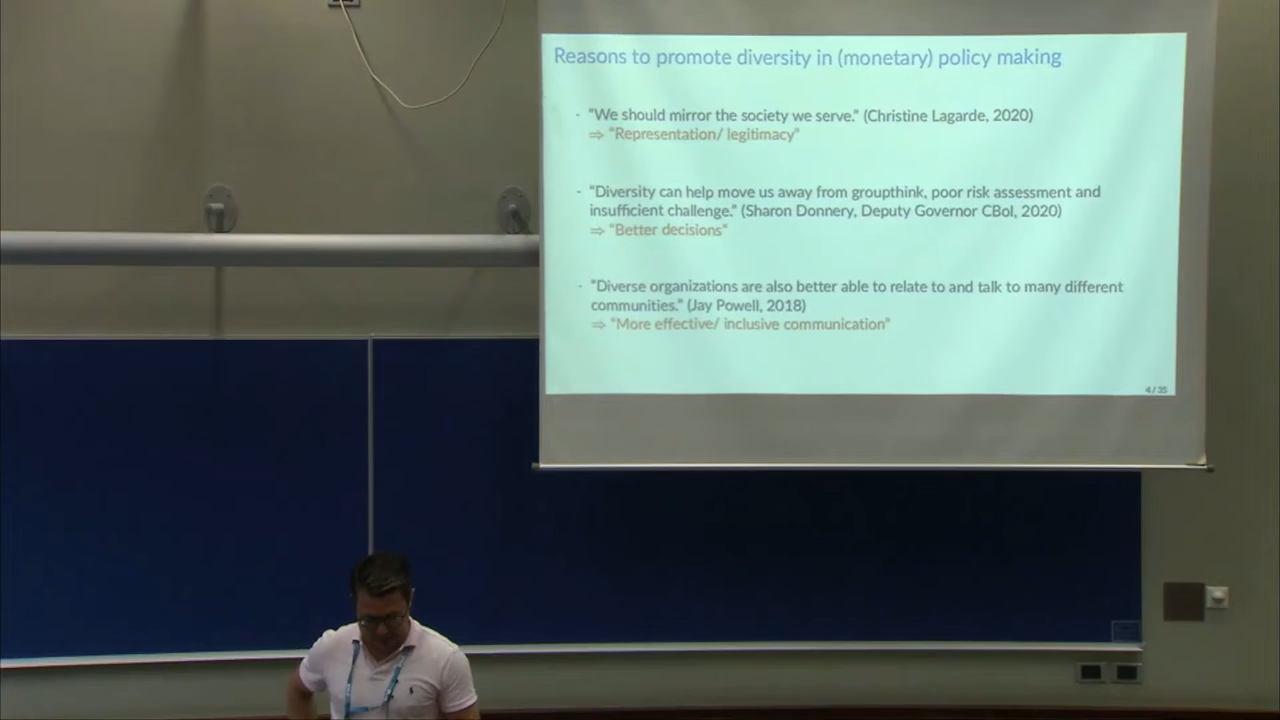 Reasons to promote diversity in (monetary) policy making
- "We should mirror the society we serve." (Christine Lagarde, 2020)
⇒ "Representation/ legitimacy"
- "Diversity can help move us away from groupthink, poor risk assessment and
insufficient challenge." (Sharon Donnery, Deputy Governor CBoI, 2020)
⇒ "Better decisions"
- "Diverse organizations are also better able to relate to and talk to many different
communities." (Jay Powell, 2018)
⇒ "More effective/ inclusive communication"
4 / 35